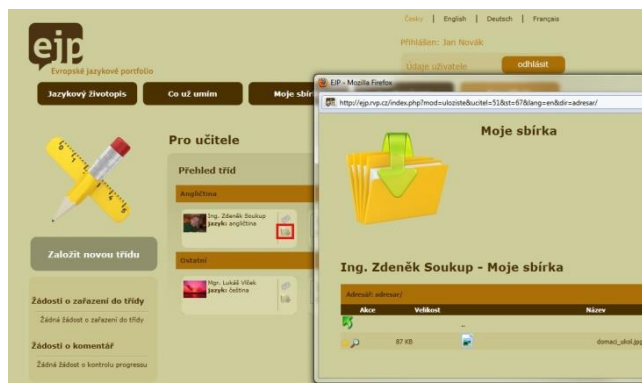 Česky | English | Deutsch | Français
ejp
Evropské jazykové portfolio
Přihlášen: Jan Novák
Údaje uživatele
odhlásit
Jazykový životopis
Co už umím
Moje sbír
Pro učitele
Přehled tříd
Angličtina
Ing. Zdeněk Soukup
jazyk: angličtina
Ostatní
Mgr. Lukáš Vlček
jazyk: čeština
Založit novou třídu
Žádosti o zařazení do třídy
Žádná žádost o zařazení do třídy
Žádosti o komentář
Žádná žádost o kontrolu progressu
EJP - Mozilla Firefox
http://ejp.rvp.cz/index.php?mod=uloziste&ucitel=51&st=67&lang=en&dir=adresar/
Moje sbírka
Ing. Zdeněk Soukup - Moje sbírka
Adresář: adresar/
Akce Velikost Název
..
87 KB domaci_ukol.jpg